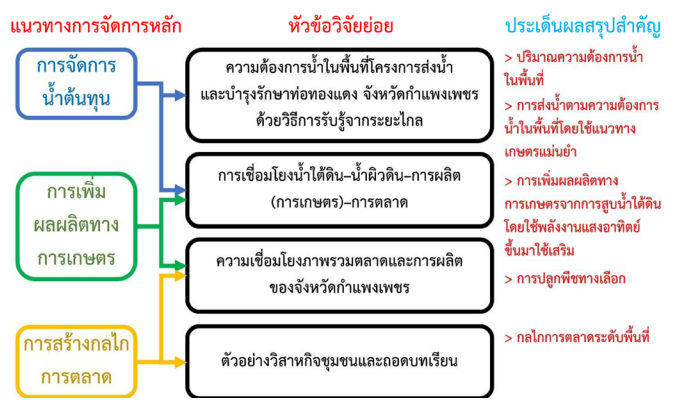 แนวทางการจัดการหลัก
หัวข้อวิจัยย่อย
ประเด็นผลสรุปสำคัญ
การจัดการ
น้ำต้นทุน
การเพิ่ม
ผลผลิตทาง
การเกษตร
การสร้างกลไก
การตลาด
ความต้องการน้ำในพื้นที่โครงการส่งน้ำ
และบำรุงรักษาท่อทองแดง จังหวัดกำแพงเพชร
ด้วยวิธีการรับรู้จากระยะไกล
การเชื่อมโยงน้ำใต้ดิน–น้ำผิวดิน–การผลิต
(การเกษตร)–การตลาด
ความเชื่อมโยงภาพรวมตลาดและการผลิต
ของจังหวัดกำแพงเพชร
ตัวอย่างวิสาหกิจชุมชนและถอดบทเรียน
> ปริมาณความต้องการน้ำ
ในพื้นที่
> การส่งน้ำตามความต้องการ
น้ำในพื้นที่โดยใช้แนวทาง
เกษตรแม่นยำ
> การเพิ่มผลผลิตทาง
การเกษตรจากการสูบน้ำใต้ดิน
โดยใช้พลังงานแสงอาทิตย์
ขึ้นมาใช้เสริม
> การปลูกพืชทางเลือก
> กลไกการตลาดระดับพื้นที่